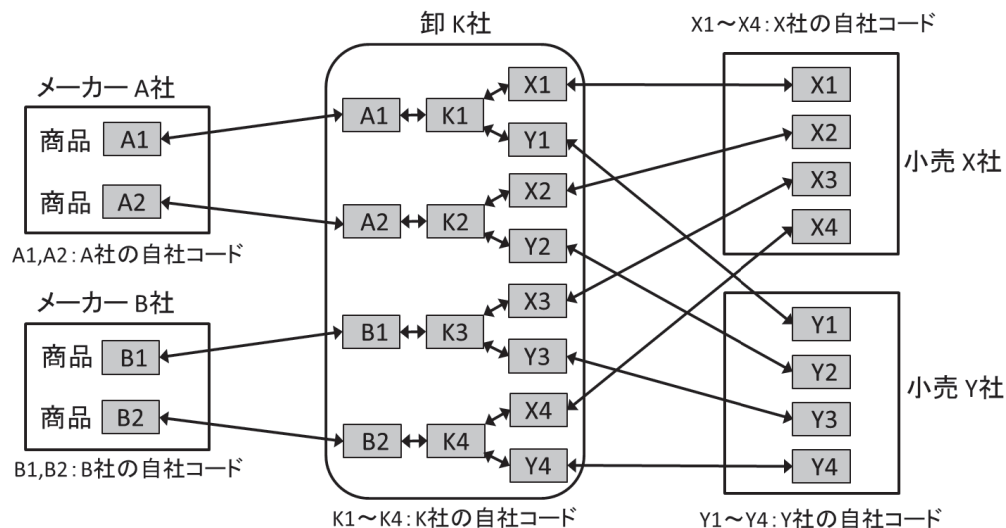 卸 K社
X1～X4：X社の自社コード
メーカー A社
商品 A1
商品 A2
A1,A2：A社の自社コード
メーカー B社
商品 B1
商品 B2
B1,B2：B社の自社コード
A1 K1 X1
Y1
A2 K2 X2
Y2
B1 K3 X3
Y3
B2 K4 X4
Y4
K1～K4：K社の自社コード
X1
X2
X3
X4
小売 X社
Y1
Y2
Y3
Y4
小売 Y社
Y1～Y4：Y社の自社コード